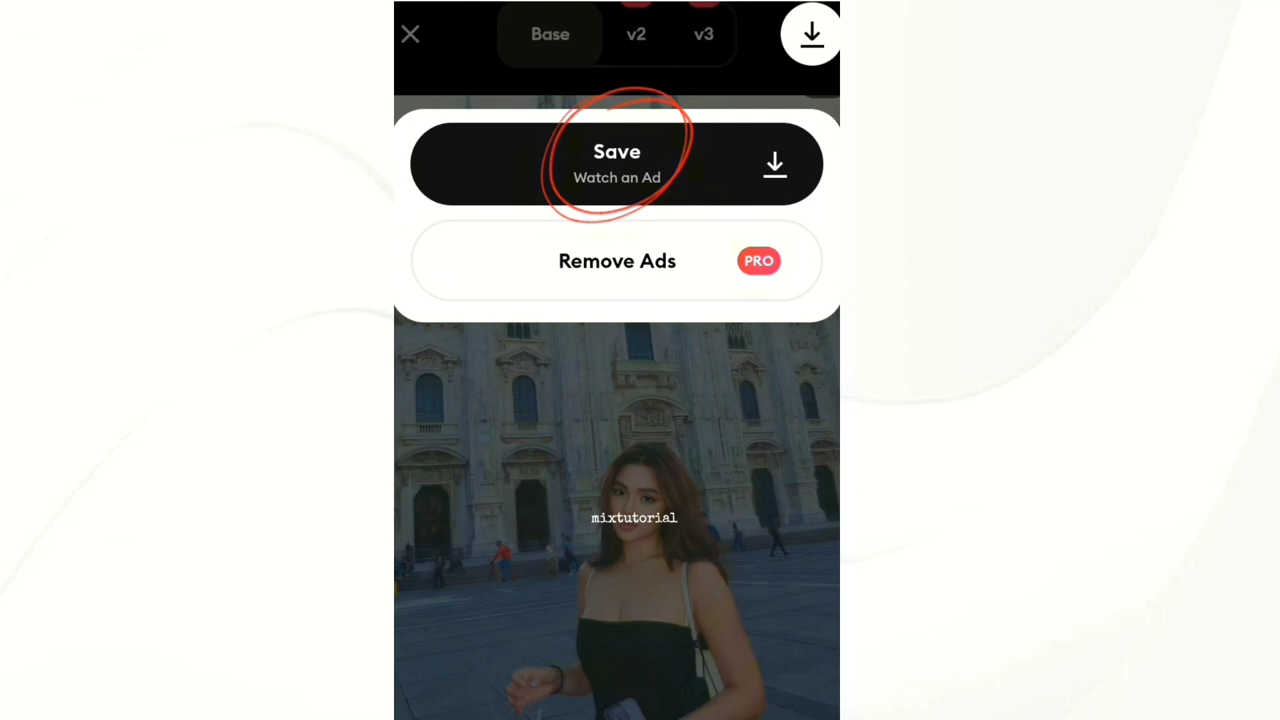 Base
v2
v3
Save
Watch an Ad
Remove Ads
PRO
mixtutorial